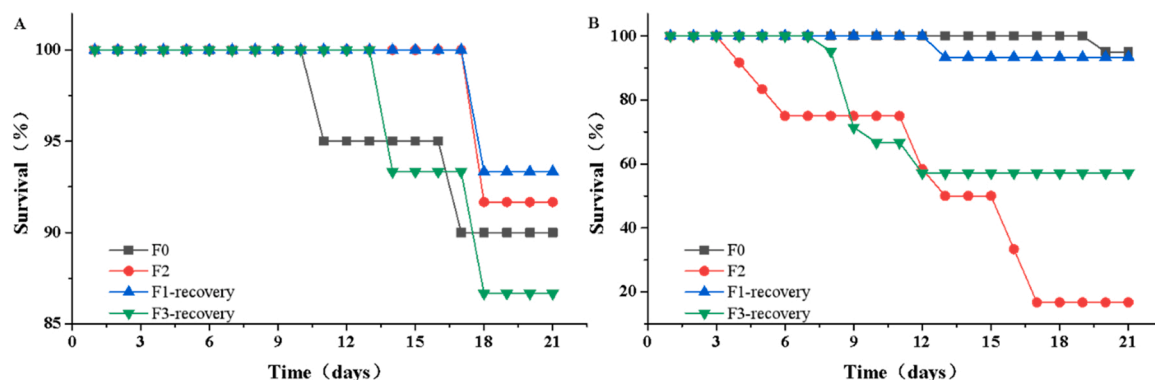 A
Survival（%）
100
95
90
85
F0
F2
F1-recovery
F3-recovery
0 3 6 9 12 15 18 21
Time（days）
B
Survival（%）
100
80
60
40
20
F0
F2
F1-recovery
F3-recovery
0 3 6 9 12 15 18 21
Time（days）